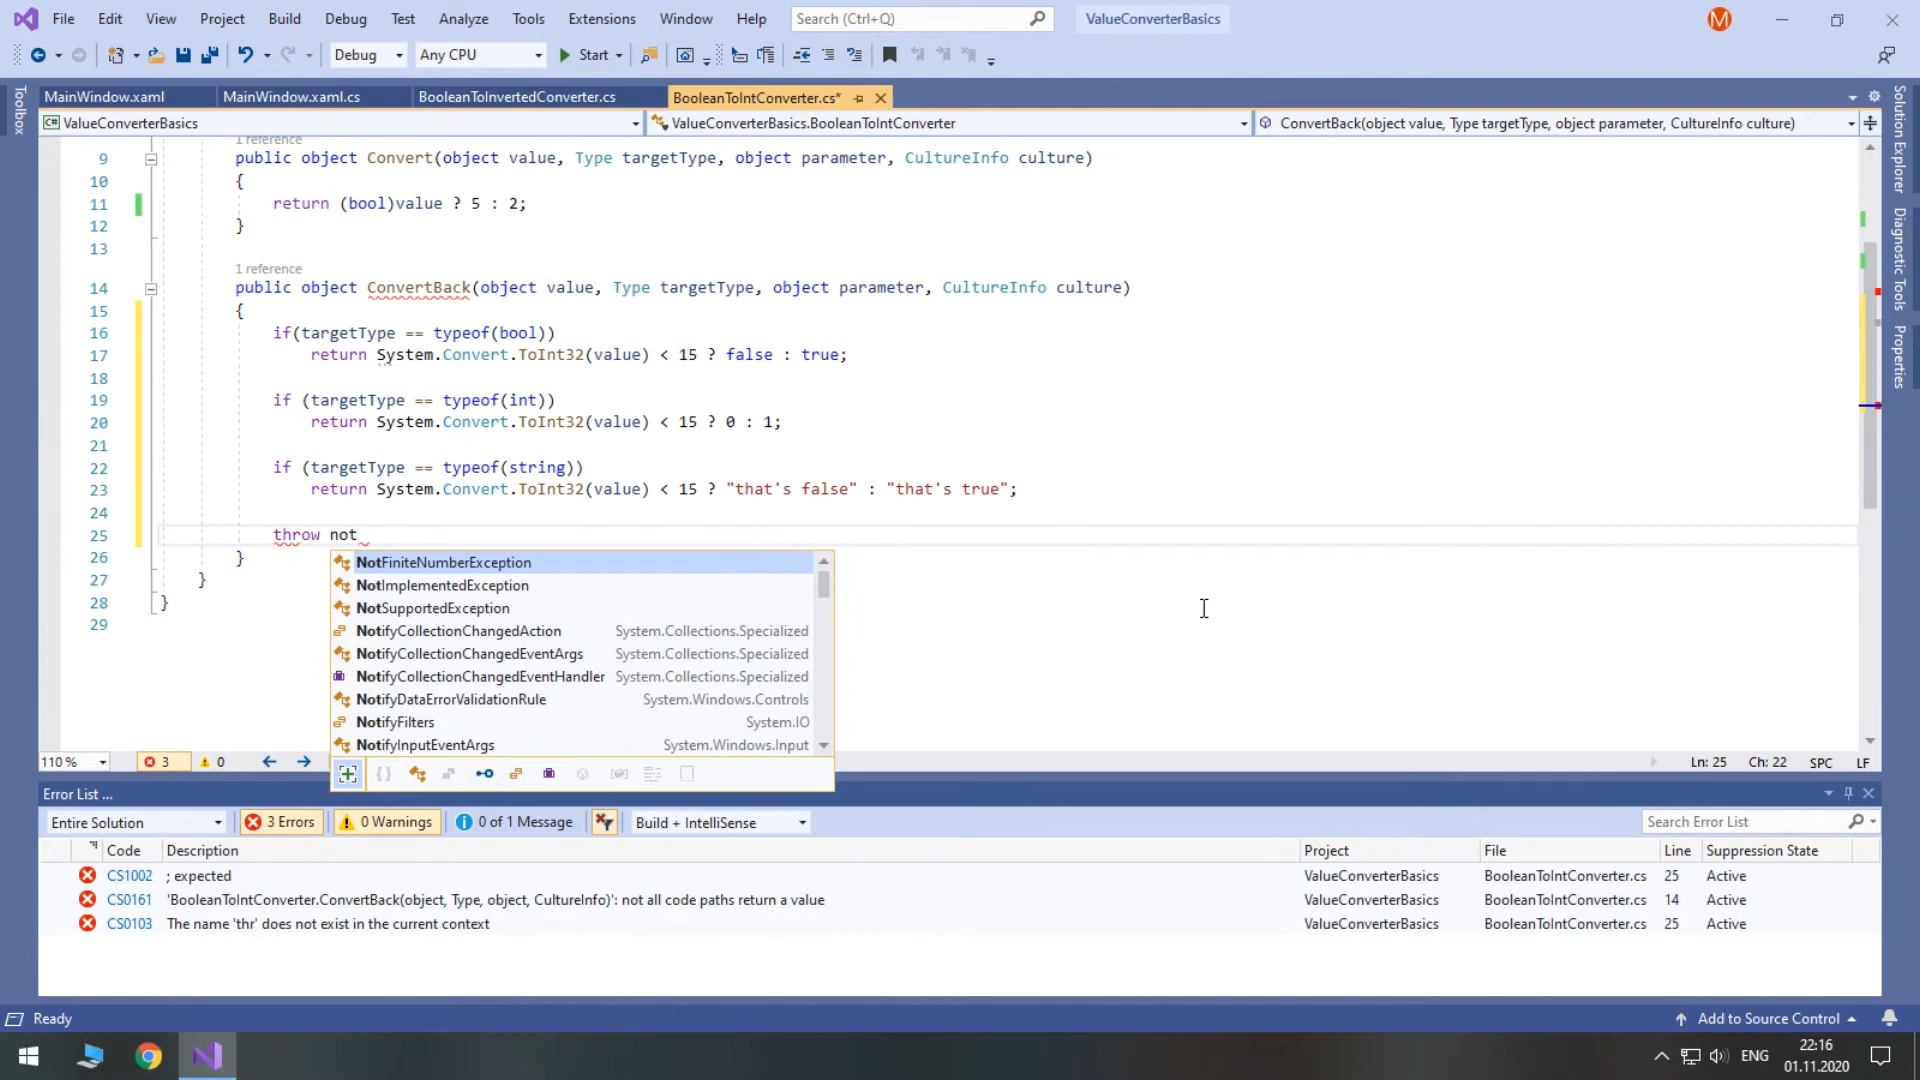 File Edit View Project Build Debug Test Analyze Tools Extensions Window Help Search (Ctrl+Q) ValueConverterBasics M
Debug Any CPU Start
Toolbox
MainWindow.xaml MainWindow.xaml.cs BooleanToInvertedConverter.cs BooleanToIntConverter.cs*
C# ValueConverterBasics ValueConverterBasics.BooleanToIntConverter ConvertBack(object value, Type targetType, object parameter, CultureInfo culture)
1 reference
9 public object Convert(object value, Type targetType, object parameter, CultureInfo culture)
10 {
11 return (bool)value ? 5 : 2;
12 }
13
1 reference
14 public object ConvertBack(object value, Type targetType, object parameter, CultureInfo culture)
15 {
16 if(targetType == typeof(bool))
17 return System.Convert.ToInt32(value) < 15 ? false : true;
18
19 if (targetType == typeof(int))
20 return System.Convert.ToInt32(value) < 15 ? 0 : 1;
21
22 if (targetType == typeof(string))
23 return System.Convert.ToInt32(value) < 15 ? "that's false" : "that's true";
24
25 throw not
26 }
27 }
28 }
29
NotFiniteNumberException
NotImplementedException
NotSupportedException
NotifyCollectionChangedAction System.Collections.Specialized
NotifyCollectionChangedEventArgs System.Collections.Specialized
NotifyCollectionChangedEventHandler System.Collections.Specialized
NotifyDataErrorValidationRule System.Windows.Controls
NotifyFilters System.IO
NotifyInputEventArgs System.Windows.Input
Solution Explorer
Diagnostic Tools
Properties
110 % 3 0 Ln: 25 Ch: 22 SPC LF
Error List ...
Entire Solution 3 Errors 0 Warnings 0 of 1 Message Build + IntelliSense Search Error List
Code Description Project File Line Suppression State
CS1002 ; expected ValueConverterBasics BooleanToIntConverter.cs 25 Active
CS0161 'BooleanToIntConverter.ConvertBack(object, Type, object, CultureInfo)': not all code paths return a value ValueConverterBasics BooleanToIntConverter.cs 14 Active
CS0103 The name 'thr' does not exist in the current context ValueConverterBasics BooleanToIntConverter.cs 25 Active
Ready Add to Source Control
ENG 22:16
01.11.2020